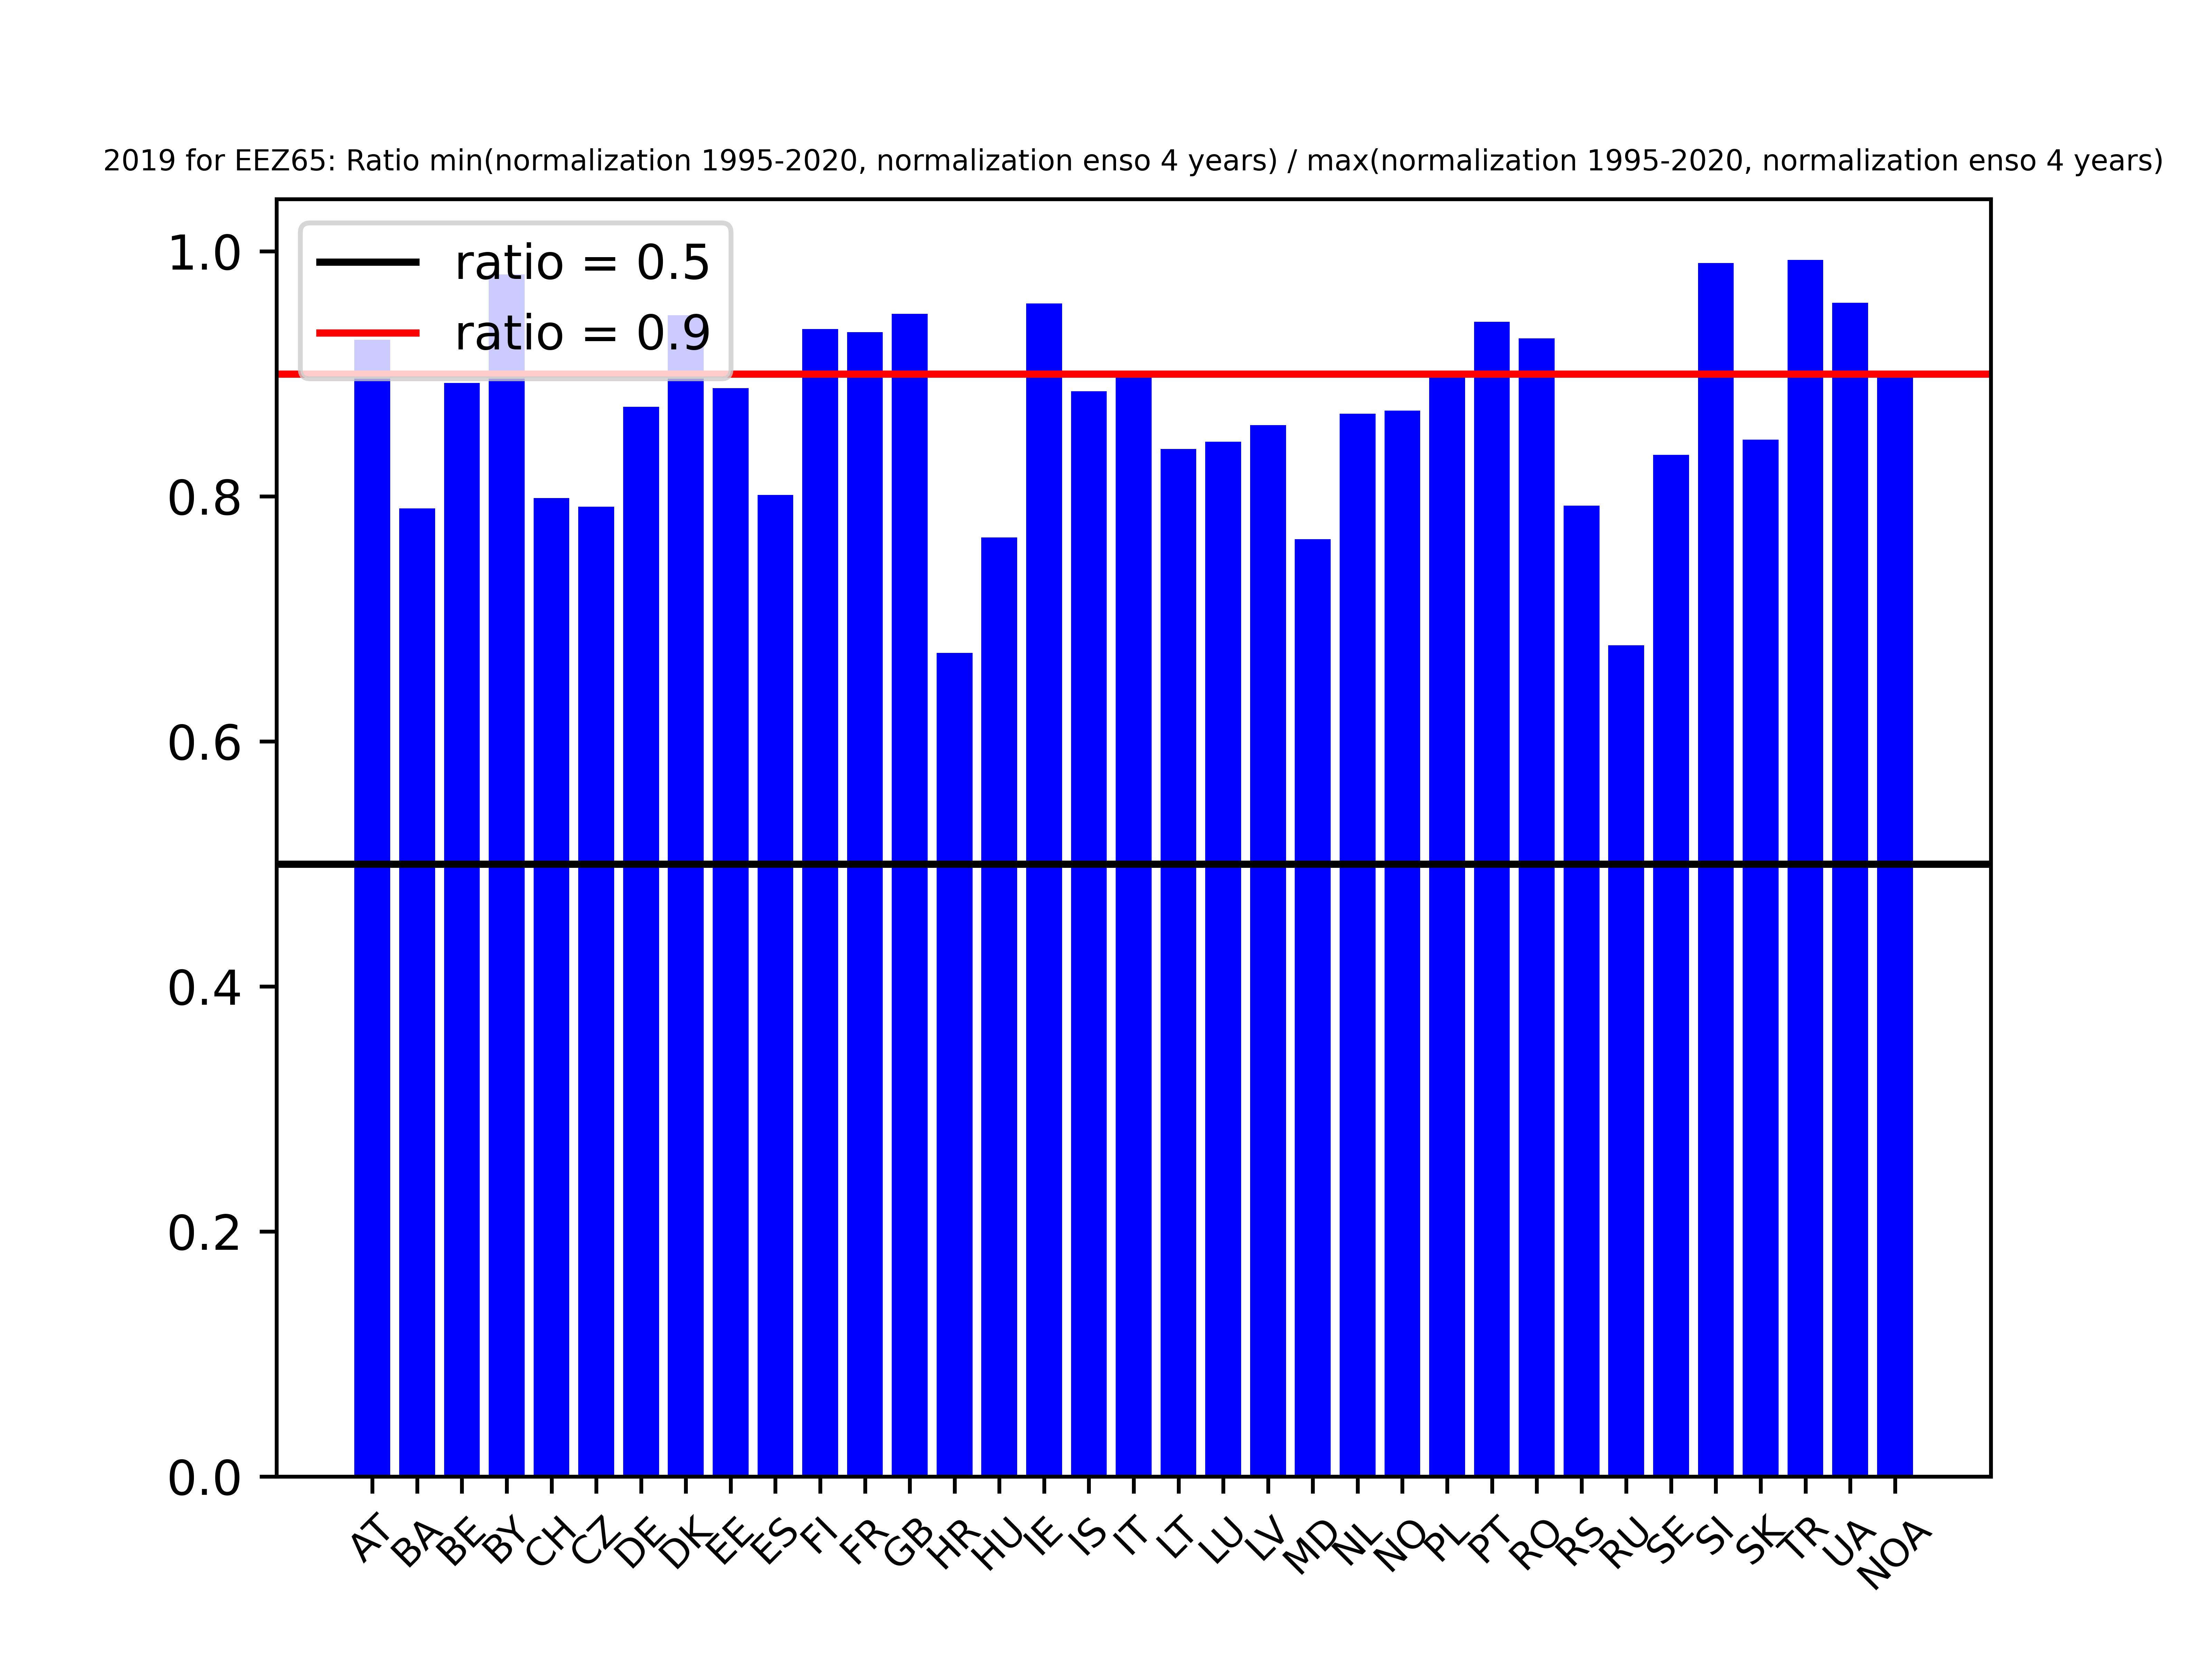 2019 for EEZ65: Ratio min(normalization 1995-2020, normalization enso 4 years) / max(normalization 1995-2020, normalization enso 4 years)
ratio = 0.5
ratio = 0.9
1.0
0.8
0.6
0.4
0.2
0.0
AT BA BE BY CH CZ DE DK EE ES FI FR GB HR HU IE IS IT LT LU LV MD NL NO PL PT RO RS RU SE SI SK TR UA NOA